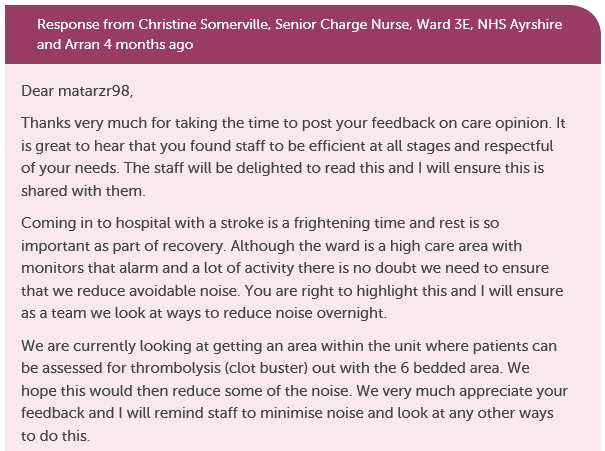 Response from Christine Somerville, Senior Charge Nurse, Ward 3E, NHS Ayrshire
and Arran 4 months ago
Dear matarzr98,
Thanks very much for taking the time to post your feedback on care opinion. It
is great to hear that you found staff to be efficient at all stages and respectful
of your needs. The staff will be delighted to read this and I will ensure this is
shared with them.
Coming in to hospital with a stroke is a frightening time and rest is so
important as part of recovery. Although the ward is a high care area with
monitors that alarm and a lot of activity there is no doubt we need to ensure
that we reduce avoidable noise. You are right to highlight this and I will ensure
as a team we look at ways to reduce noise overnight.
We are currently looking at getting an area within the unit where patients can
be assessed for thrombolysis (clot buster) out with the 6 bedded area. We
hope this would then reduce some of the noise. We very much appreciate your
feedback and I will remind staff to minimise noise and look at any other ways
to do this.